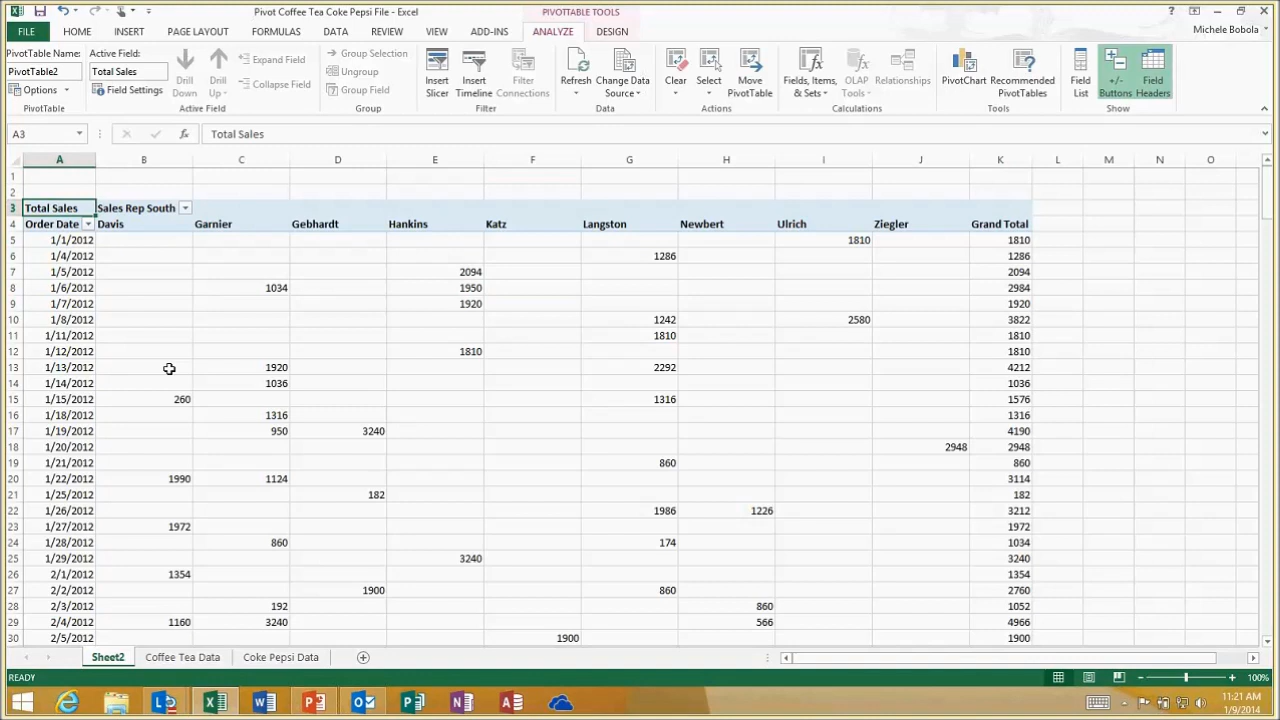 Pivot Coffee Tea Coke Pepsi File - Excel
PIVOTTABLE TOOLS
FILE HOME INSERT PAGE LAYOUT FORMULAS DATA REVIEW VIEW ADD-INS ANALYZE DESIGN
Michele Bobola
PivotTable Name:
PivotTable2
Options
PivotTable
Active Field:
Total Sales
Field Settings
Drill Down
Drill Up
Expand Field
Collapse Field
Active Field
Group Selection
Ungroup
Group Field
Group
Insert Slicer
Insert Timeline
Filter Connections
Filter
Refresh
Change Data Source
Data
Clear
Select
Move PivotTable
Actions
Fields, Items, & Sets
OLAP Tools
Relationships
Calculations
PivotChart
Recommended PivotTables
Tools
Field List
+/- Buttons
Field Headers
Show
A3
fx
Total Sales
A B C D E F G H I J K L M N O
1
2
3 Total Sales Sales Rep South
4 Order Date Davis Garnier Gebhardt Hankins Katz Langston Newbert Ulrich Ziegler Grand Total
5 1/1/2012 1810 1810
6 1/4/2012 1286 1286
7 1/5/2012 2094 2094
8 1/6/2012 1034 1950 2984
9 1/7/2012 1920 1920
10 1/8/2012 1242 2580 3822
11 1/11/2012 1810 1810
12 1/12/2012 1810 1810
13 1/13/2012 1920 2292 4212
14 1/14/2012 1036 1036
15 1/15/2012 260 1316 1576
16 1/18/2012 1316 1316
17 1/19/2012 950 3240 4190
18 1/20/2012 2948 2948
19 1/21/2012 860 860
20 1/22/2012 1990 1124 3114
21 1/25/2012 182 182
22 1/26/2012 1986 1226 3212
23 1/27/2012 1972 1972
24 1/28/2012 860 174 1034
25 1/29/2012 3240 3240
26 2/1/2012 1354 1354
27 2/2/2012 1900 860 2760
28 2/3/2012 192 860 1052
29 2/4/2012 1160 3240 566 4966
30 2/5/2012 1900 1900
Sheet2 Coffee Tea Data Coke Pepsi Data
READY
100%
11:21 AM
1/9/2014